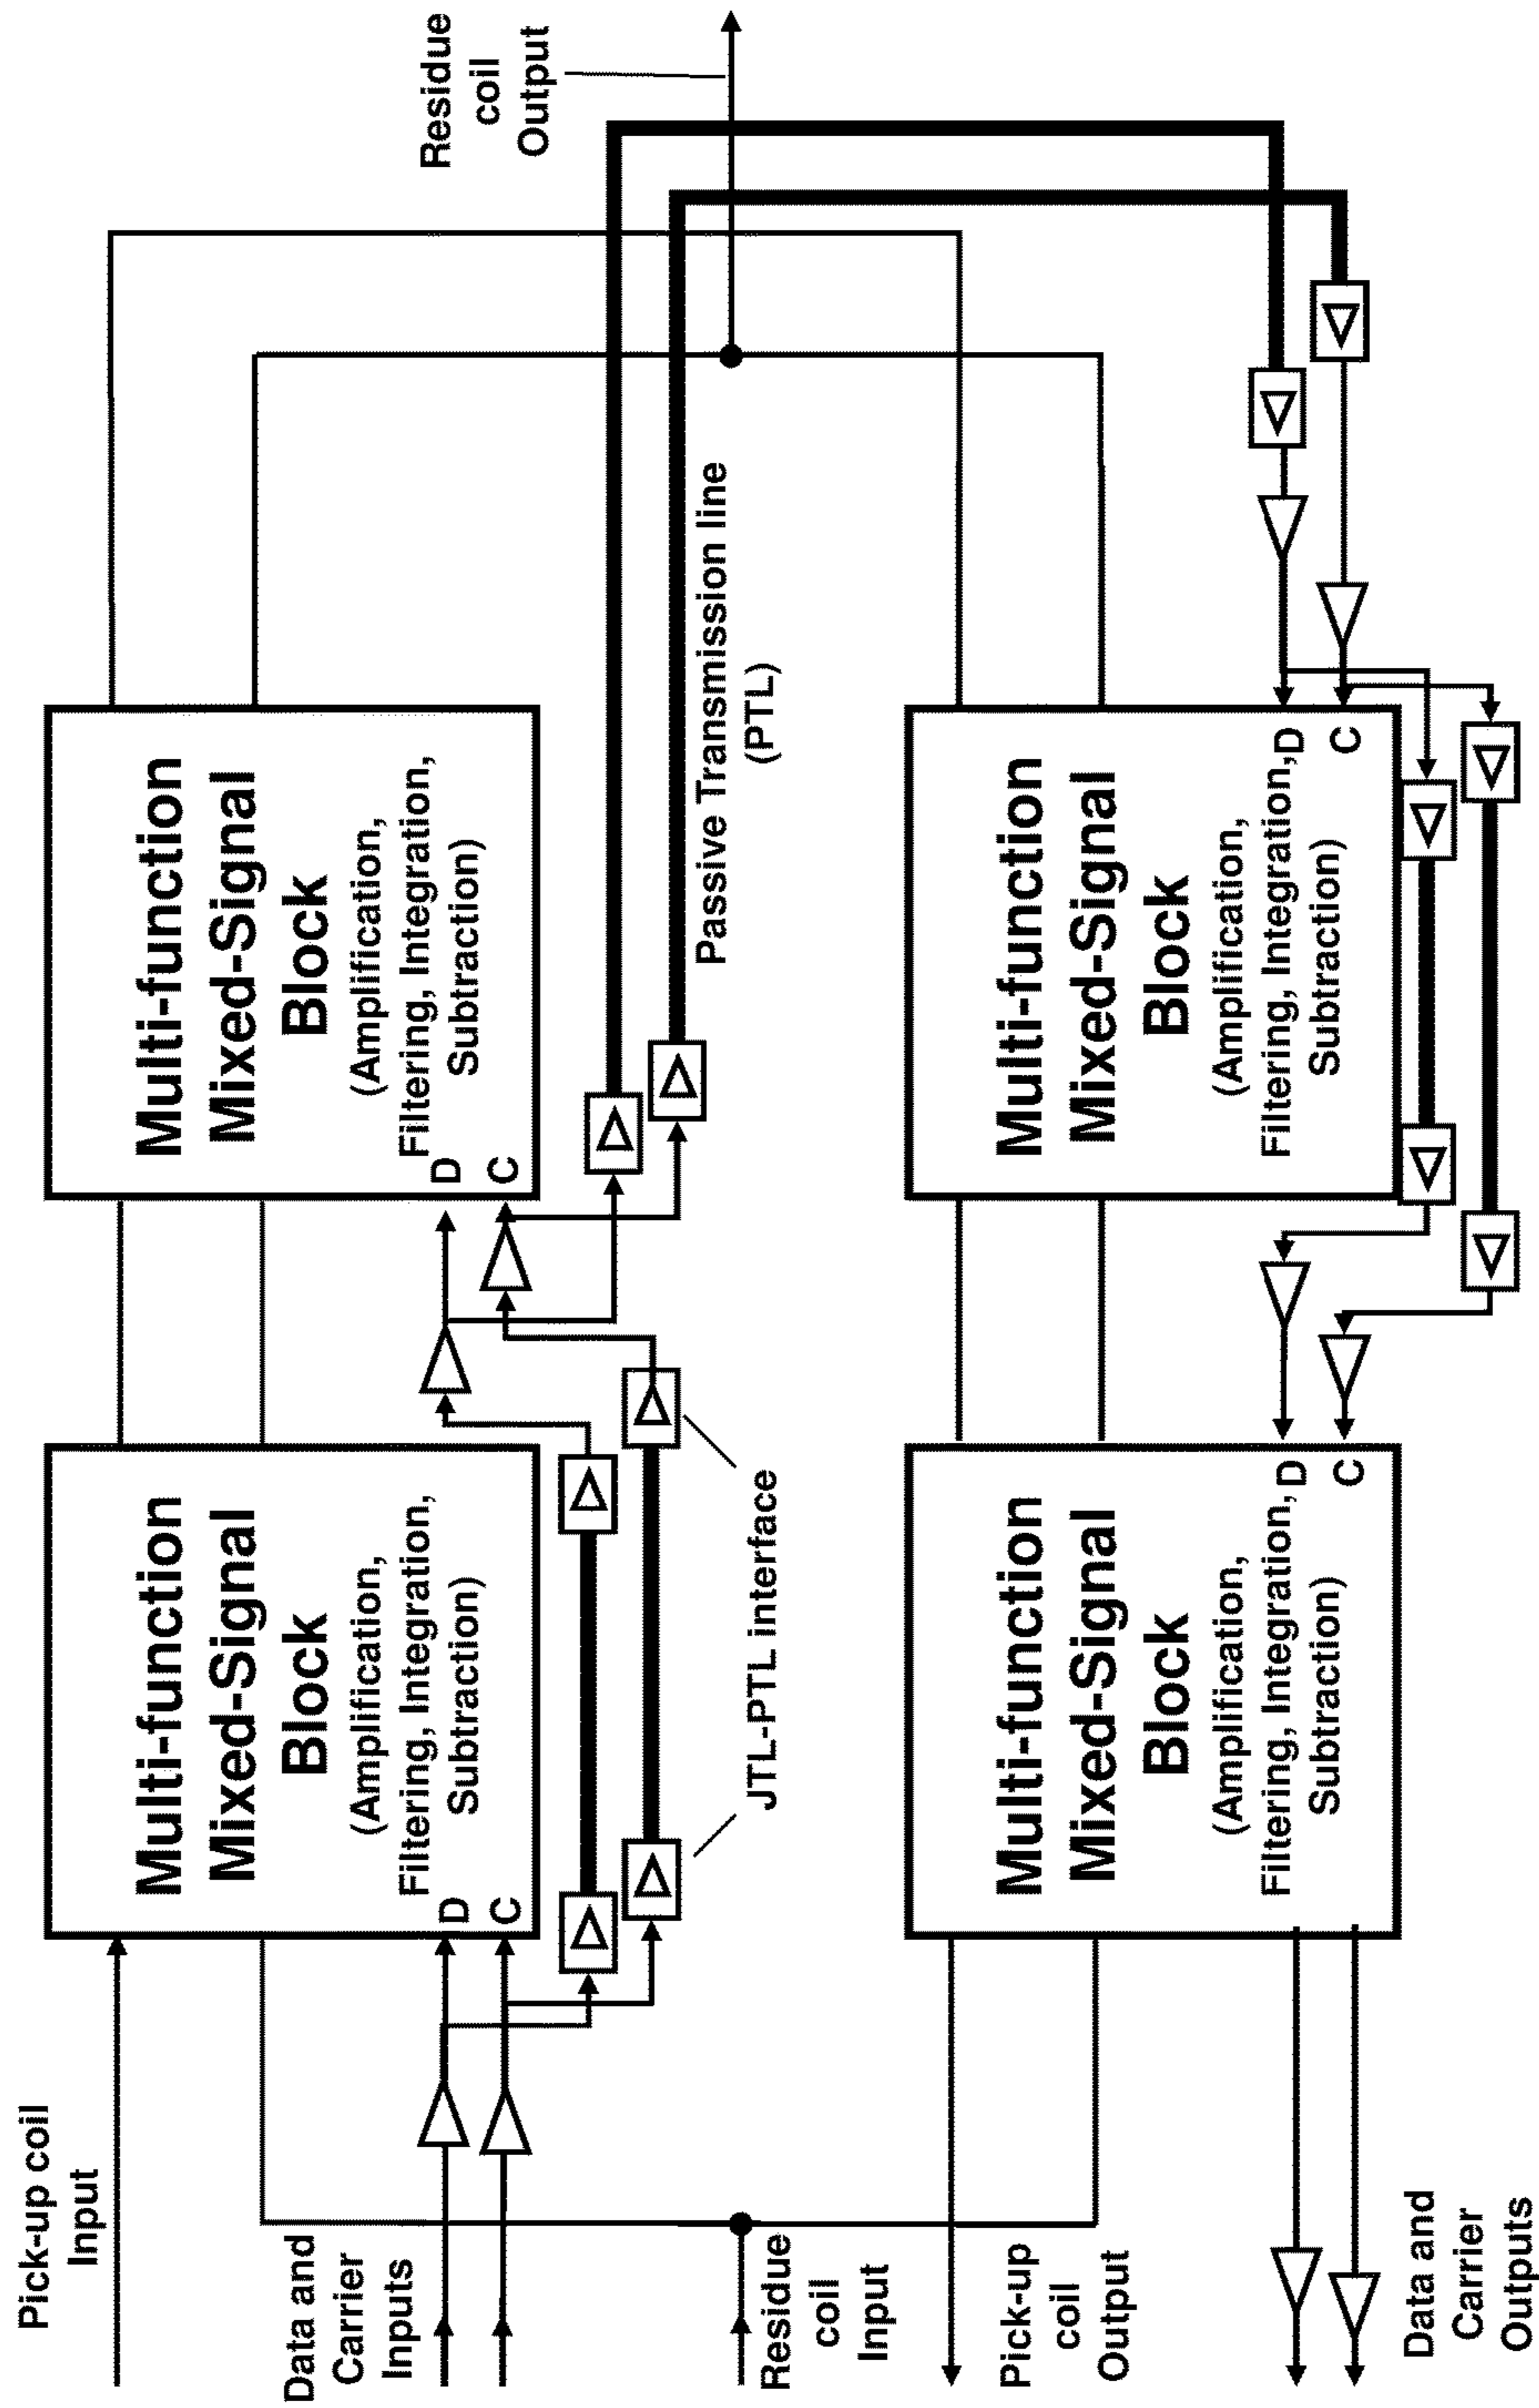 Pick-up coil
Input
Data and
Carrier
Inputs
Residue
coil
Input
Pick-up
coil
Output
Data and
Carrier
Outputs
Multi-function
Mixed-Signal
Block
(Amplification,
Filtering, Integration,
Subtraction)
D
C
JTL-PTL interface
Multi-function
Mixed-Signal
Block
(Amplification,
Filtering, Integration,
Subtraction)
D
C
Multi-function
Mixed-Signal
Block
(Amplification,
Filtering, Integration,
Subtraction)
D
C
Passive Transmission line
(PTL)
Multi-function
Mixed-Signal
Block
(Amplification,
Filtering, Integration,
Subtraction)
D
C
Residue
coil
Output